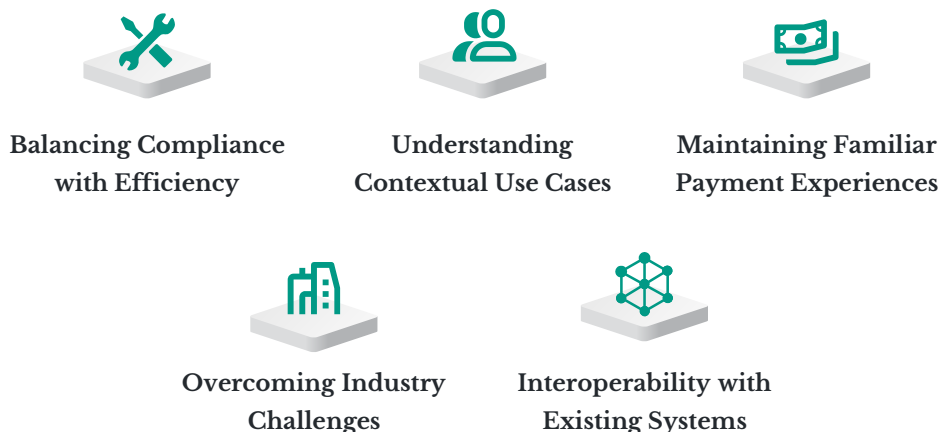 Balancing Compliance
with Efficiency
Understanding
Contextual Use Cases
Maintaining Familiar
Payment Experiences
Overcoming Industry
Challenges
Interoperability with
Existing Systems